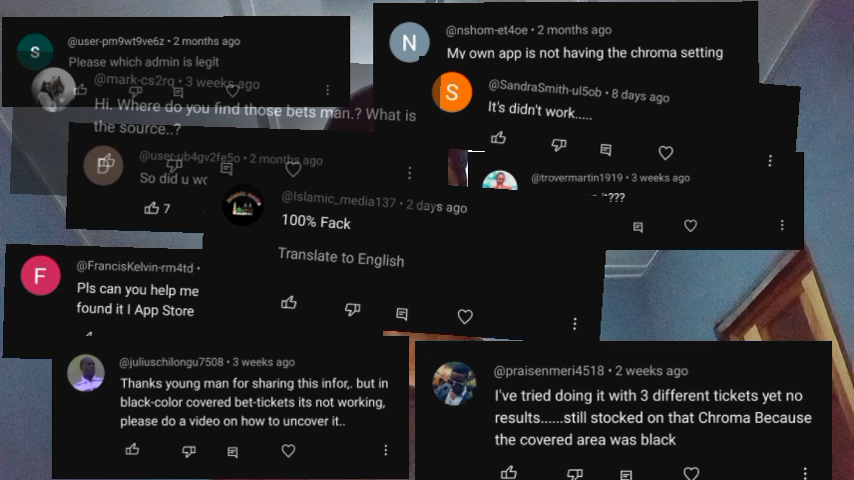 @user-pm9wt9ve6z • 2 months ago
Please which admin is legit
@mark-cs2rq • 3 weeks ago
Hi. Where do you find those bets man.? What is
the source..?
@nshom-et4oe • 2 months ago
My own app is not having the chroma setting
@SandraSmith-ul5ob • 8 days ago
It's didn't work.....
@user-ub4gv2fe5o • 2 months ago
So did u
7
@trovermartin1919 • 3 weeks ago
???
@Islamic_media137 • 2 days ago
100% Fack
Translate to English
@FrancisKelvin-rm4td •
Pls can you help me
found it I App Store
@juliuschilongu7508 • 3 weeks ago
Thanks young man for sharing this infor,. but in
black-color covered bet-tickets its not working,
please do a video on how to uncover it..
@praisenmeri4518 • 2 weeks ago
I've tried doing it with 3 different tickets yet no
results......still stocked on that Chroma Because
the covered area was black